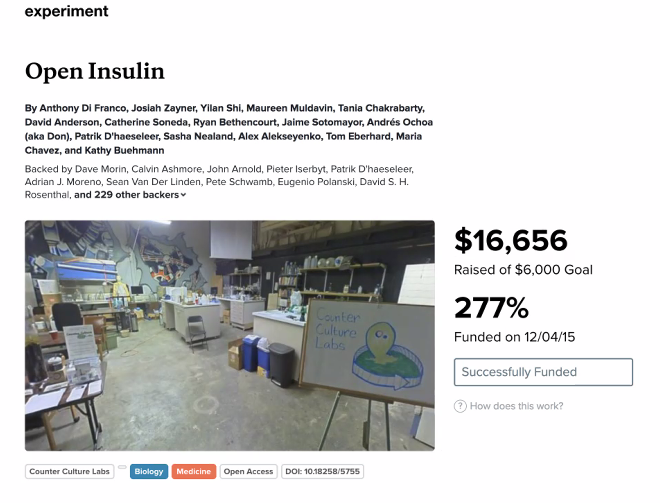 experiment
Open Insulin
By Anthony Di Franco, Josiah Zayner, Yilan Shi, Maureen Muldavin, Tania Chakrabarty,
David Anderson, Catherine Soneda, Ryan Bethencourt, Jaime Sotomayor, Andrés Ochoa
(aka Don), Patrik D'haeseleer, Sasha Nealand, Alex Alekseyenko, Tom Eberhard, Maria
Chavez, and Kathy Buehmann
Backed by Dave Morin, Calvin Ashmore, John Arnold, Pieter Iserbyt, Patrik D'haeseleer,
Adrian J. Moreno, Sean Van Der Linden, Pete Schwamb, Eugenio Polanski, David S. H.
Rosenthal, and 229 other backers
Counter
Culture
Labs
$16,656
Raised of $6,000 Goal
277%
Funded on 12/04/15
Successfully Funded
? How does this work?
Counter Culture Labs
Biology
Medicine
Open Access
DOI: 10.18258/5755